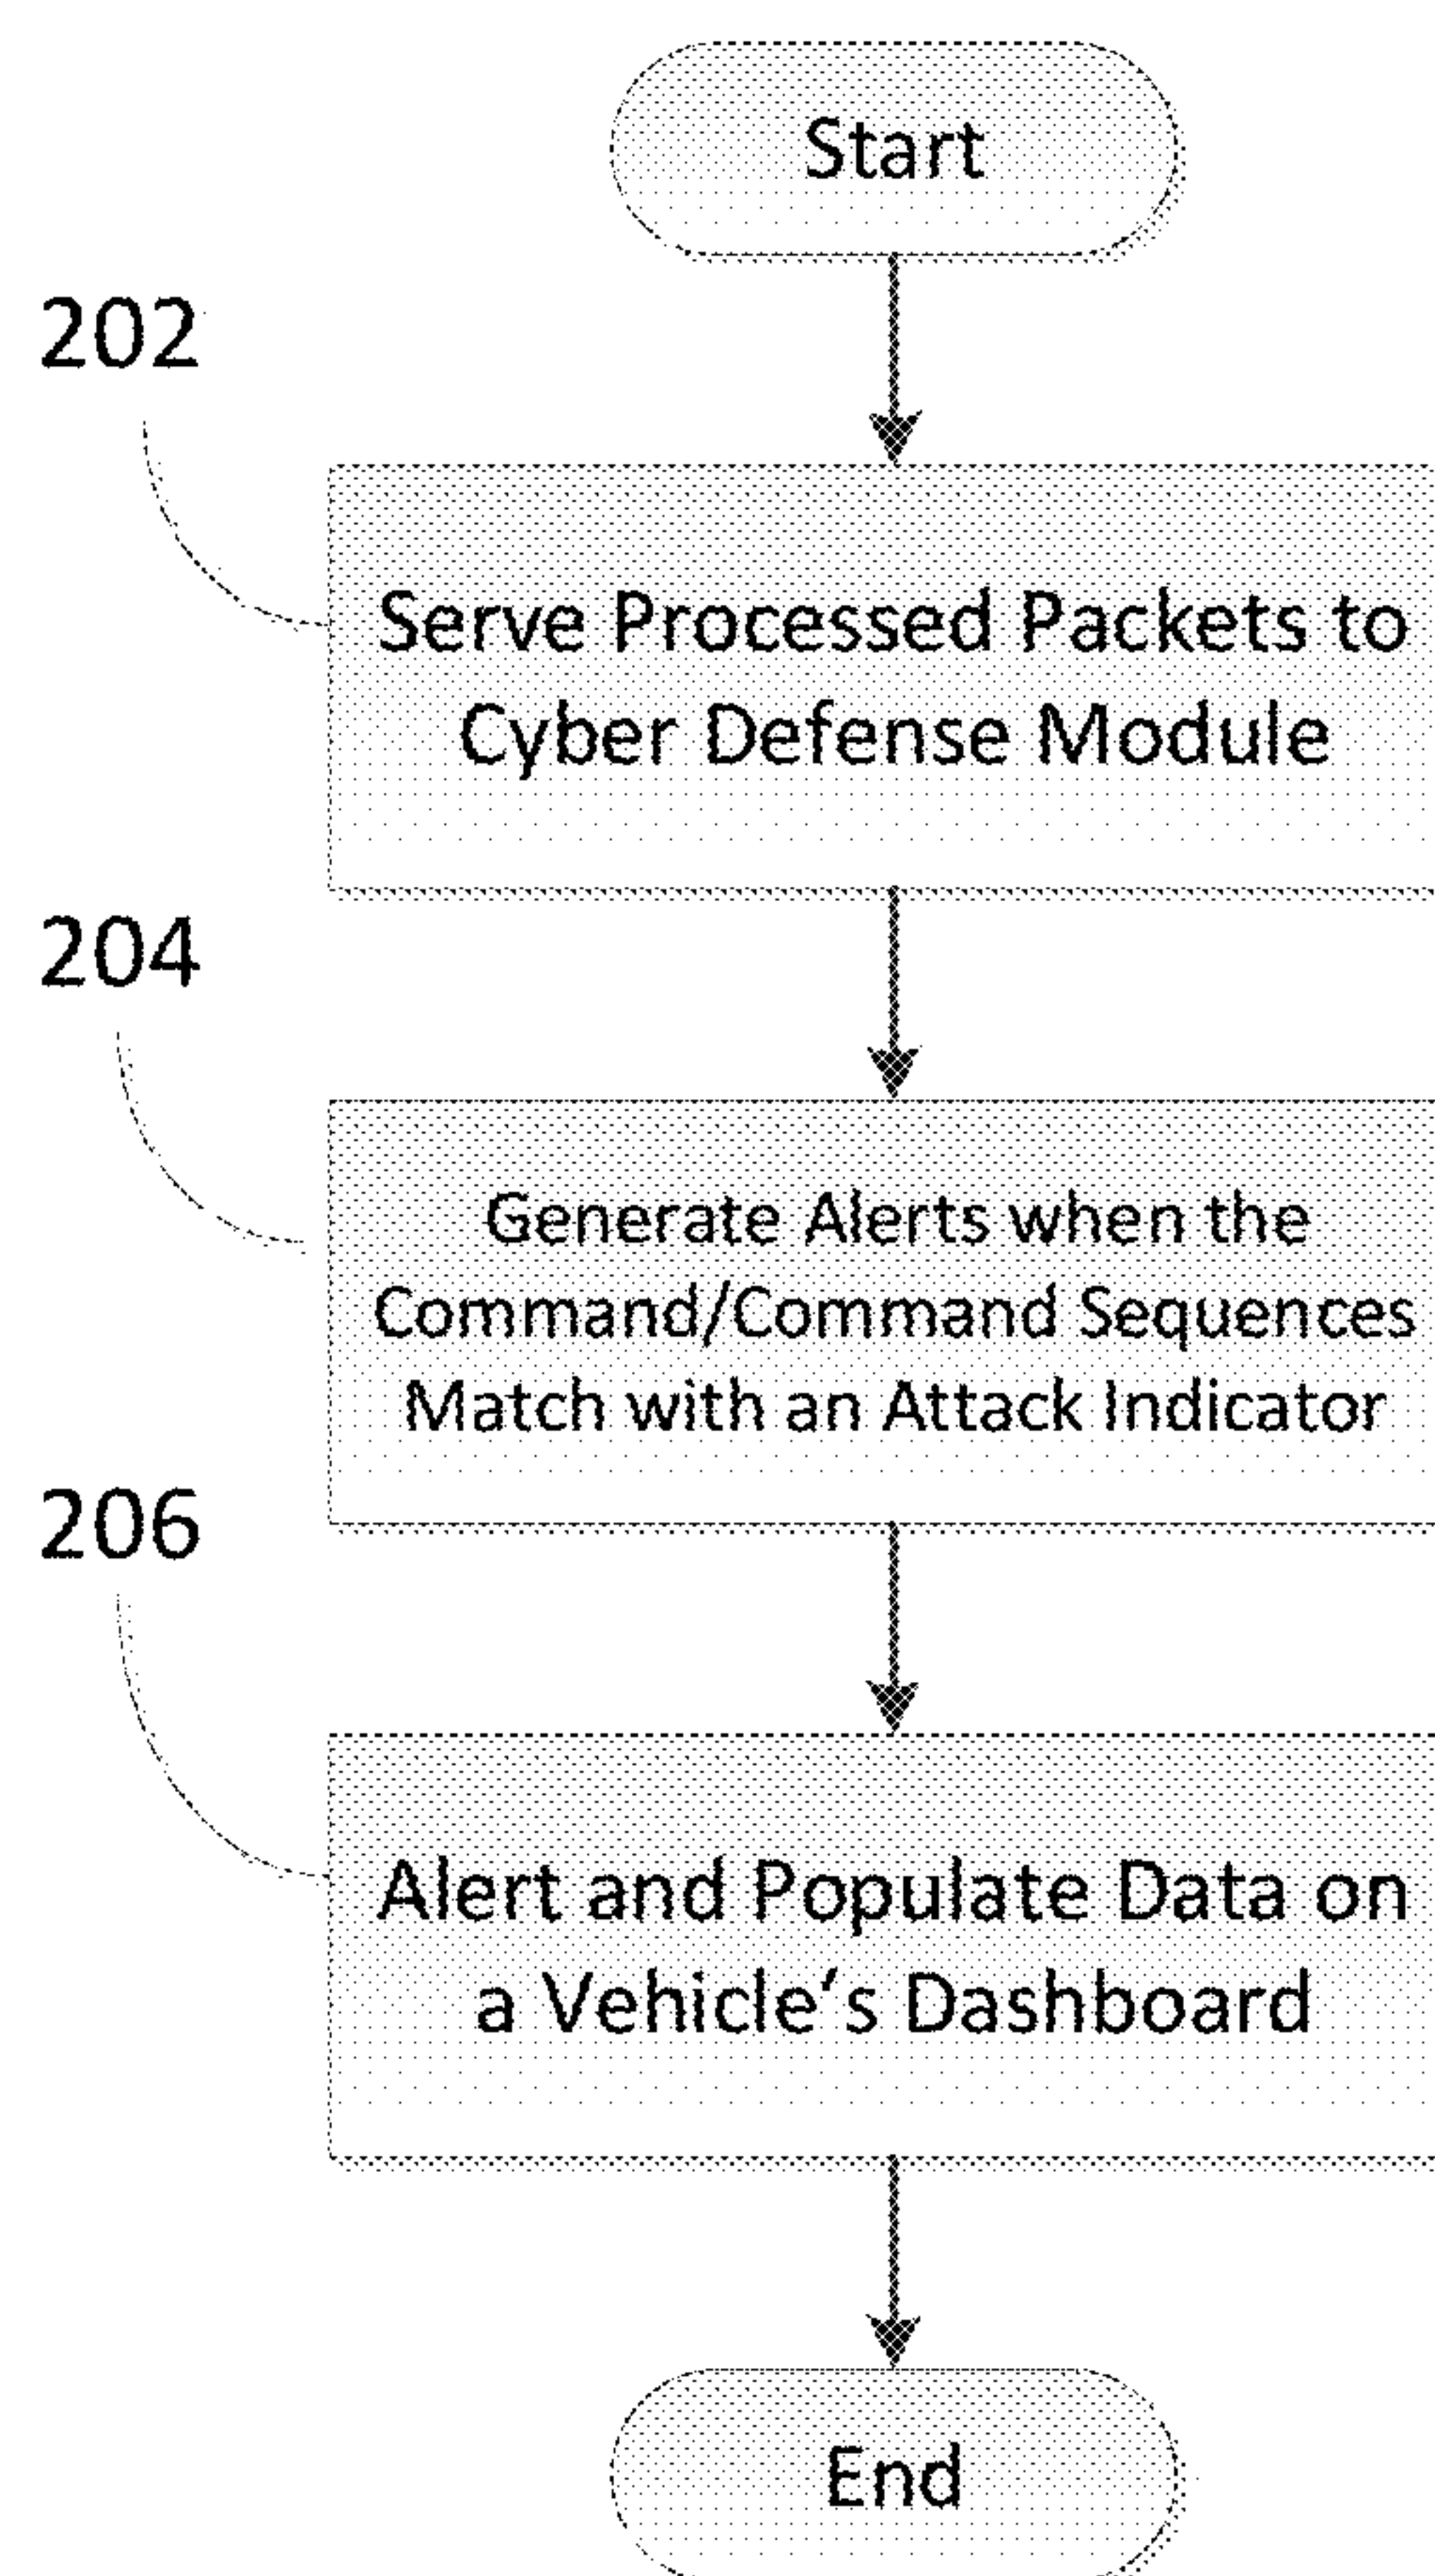 Start
202
Serve Processed Packets to
Cyber Defense Module
204
Generate Alerts when the
Command/Command Sequences
Match with an Attack Indicator
206
Alert and Populate Data on
a Vehicle's Dashboard
End